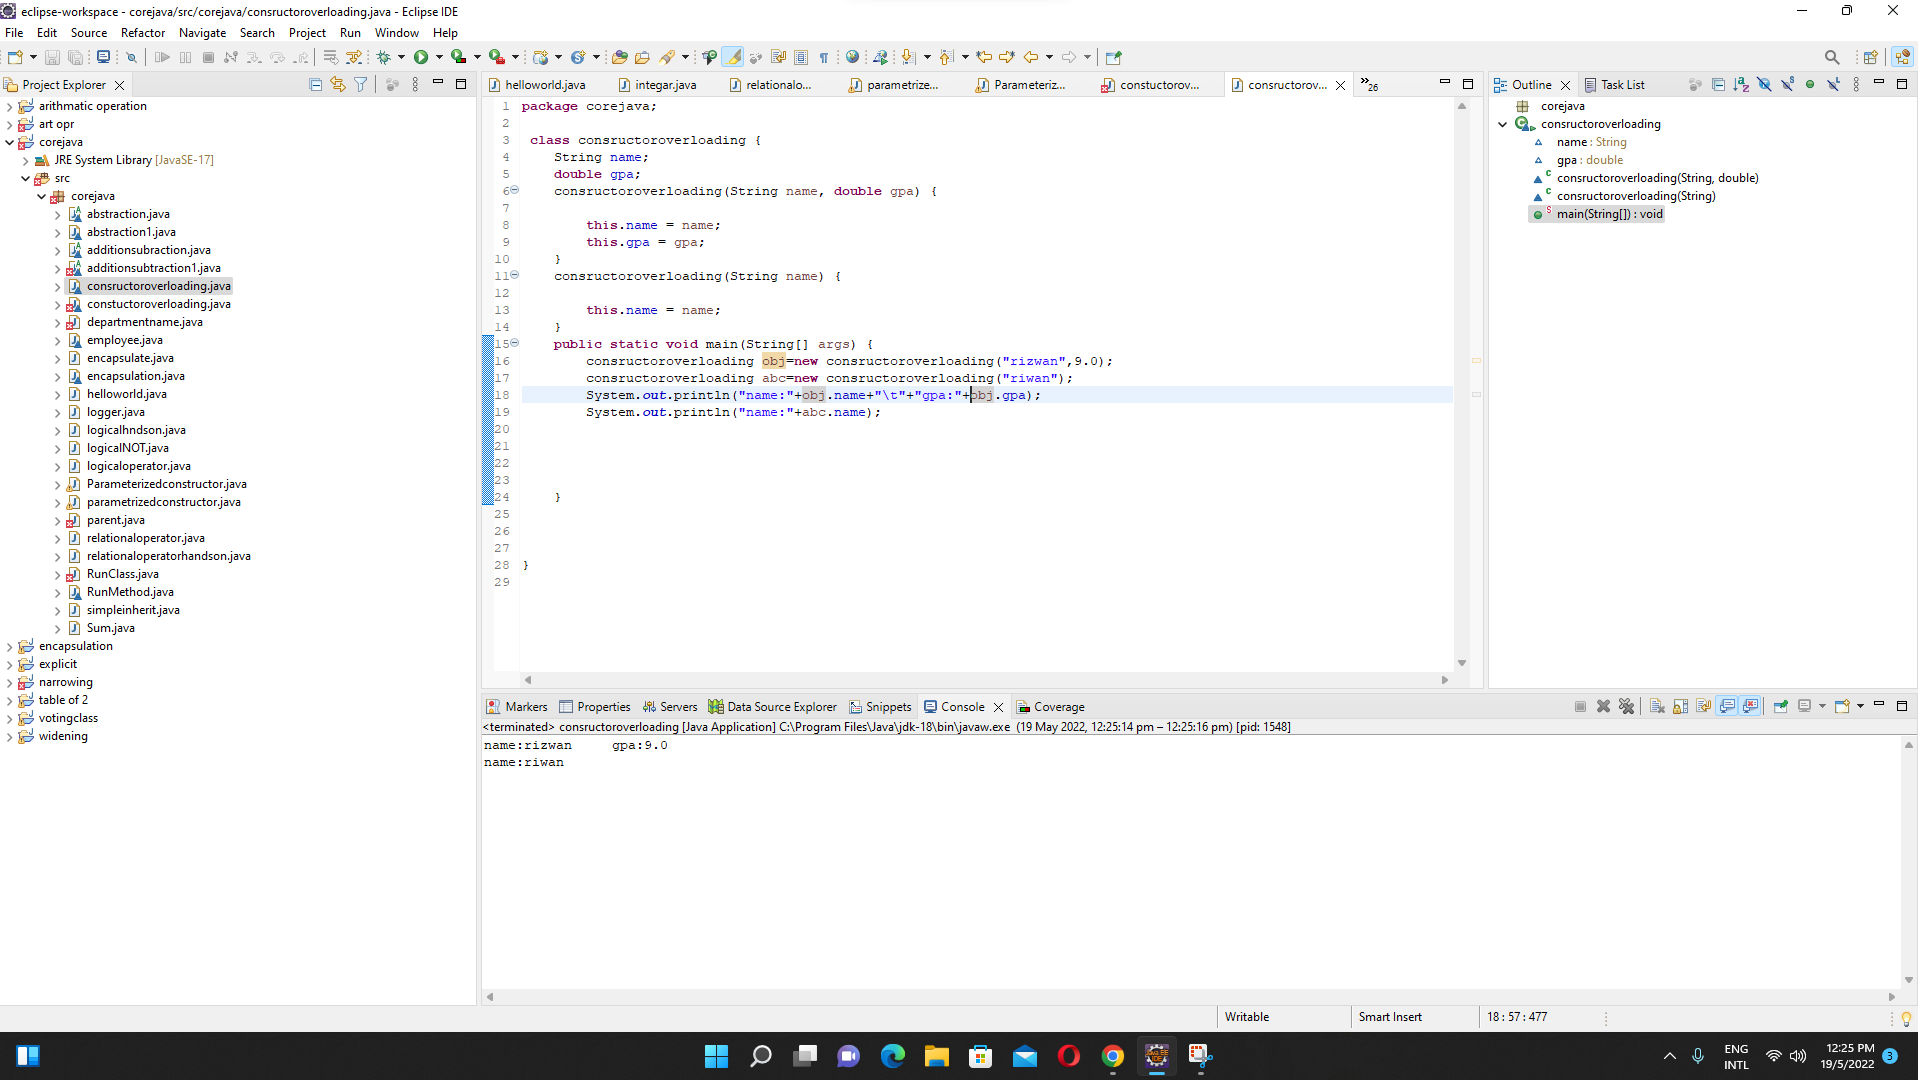 eclipse-workspace - corejava/src/corejava/consructoroverloading.java - Eclipse IDE
File Edit Source Refactor Navigate Search Project Run Window Help
Project Explorer
arithmatic operation
art opr
corejava
JRE System Library [JavaSE-17]
src
corejava
abstraction.java
abstraction1.java
additionsubraction.java
additionsubtraction1.java
consructoroverloading.java
constuctoroverloading.java
departmentname.java
employee.java
encapsulate.java
encapsulation.java
helloworld.java
logger.java
logicalhndson.java
logicalNOT.java
logicaloperator.java
Parameterizedconstructor.java
parametrizedconstructor.java
parent.java
relationaloperator.java
relationaloperatorhandson.java
RunClass.java
RunMethod.java
simpleinherit.java
Sum.java
encapsulation
explicit
narrowing
table of 2
votingclass
widening
helloworld.java integar.java relationalo... parametrize... Parameteriz... constuctorov... consructorov... »26
1 package corejava;
2
3 class consructoroverloading {
4 String name;
5 double gpa;
6 consructoroverloading(String name, double gpa) {
7
8 this.name = name;
9 this.gpa = gpa;
10 }
11 consructoroverloading(String name) {
12
13 this.name = name;
14 }
15 public static void main(String[] args) {
16 consructoroverloading obj=new consructoroverloading("rizwan",9.0);
17 consructoroverloading abc=new consructoroverloading("riwan");
18 System.out.println("name:"+obj.name+"\t"+"gpa:"+obj.gpa);
19 System.out.println("name:"+abc.name);
20
21
22
23
24 }
25
26
27
28 }
29
Outline Task List
corejava
consructoroverloading
name : String
gpa : double
consructoroverloading(String, double)
consructoroverloading(String)
main(String[]) : void
Markers Properties Servers Data Source Explorer Snippets Console Coverage
<terminated> consructoroverloading [Java Application] C:\Program Files\Java\jdk-18\bin\javaw.exe (19 May 2022, 12:25:14 pm – 12:25:16 pm) [pid: 1548]
name:rizwan gpa:9.0
name:riwan
Writable Smart Insert 18 : 57 : 477
ENG
INTL
12:25 PM
19/5/2022
3